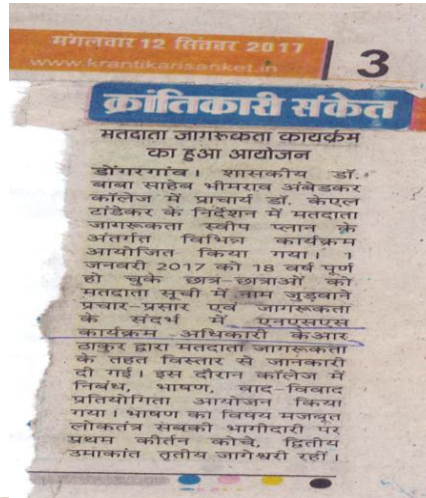 मंगलवार 12 सितंबर 2017
www.krantikarisanket.in
3
क्रांतिकारी संकेत
मतदाता जागरूकता कार्यक्रम
का हुआ आयोजन
डोंगरगांव। शासकीय डॉ.
बाबा साहेब भीमराव अंबेडकर
कॉलेज में प्राचार्य डॉ. केएल
टांडेकर के निर्देशन में मतदाता
जागरूकता स्वीप प्लान के
अंतर्गत विभिन्न कार्यक्रम
आयोजित किया गया। 1
जनवरी 2017 को 18 वर्ष पूर्ण
हो चुके छात्र-छात्राओं को
मतदाता सूची में नाम जुड़वाने
प्रचार-प्रसार एवं जागरूकता
के संदर्भ में एनएसएस
कार्यक्रम अधिकारी केआर
ठाकुर द्वारा मतदाता जागरूकता
के तहत विस्तार से जानकारी
दी गई। इस दौरान कॉलेज में
निबंध, भाषण, वाद-विवाद
प्रतियोगिता आयोजन किया
गया। भाषण का विषय मजबूत
लोकतंत्र सबकी भागीदारी पर
प्रथम कीर्तन कोचे, द्वितीय
उमाकांत तृतीय जागेश्वरी रहीं।